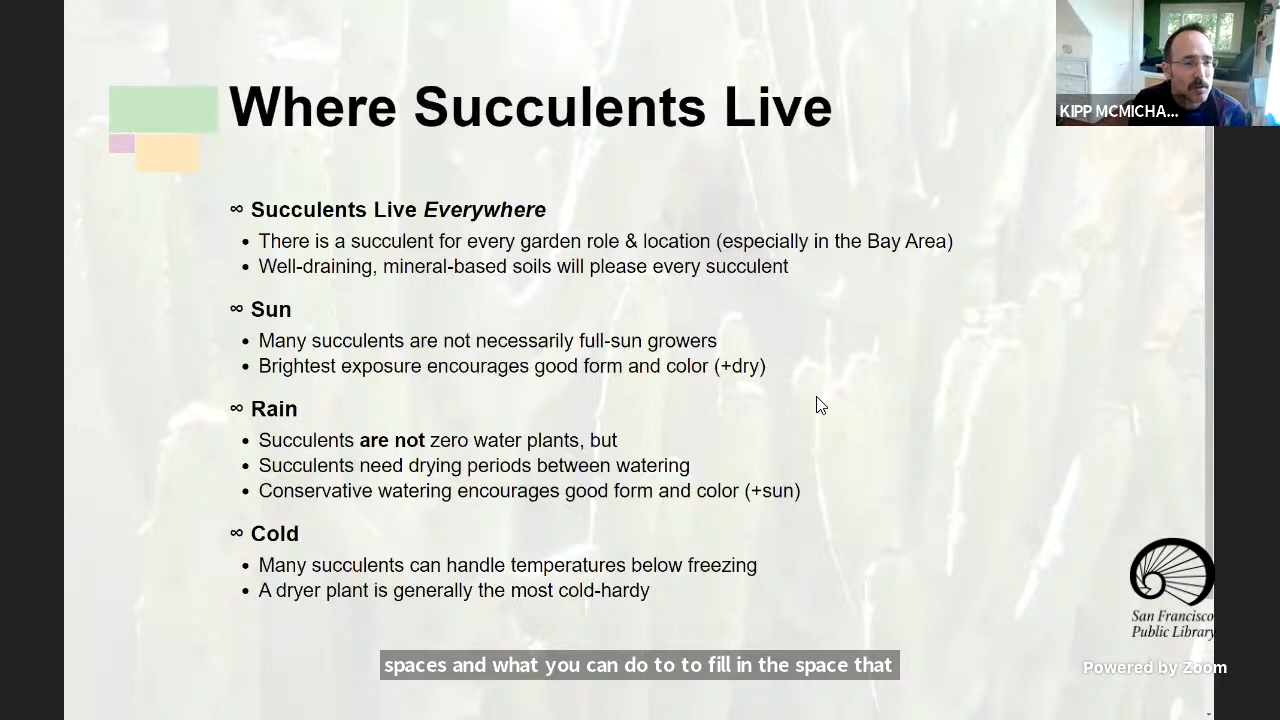 KIPP MCMICHA...
Where Succulents Live
∞ Succulents Live Everywhere
• There is a succulent for every garden role & location (especially in the Bay Area)
• Well-draining, mineral-based soils will please every succulent
∞ Sun
• Many succulents are not necessarily full-sun growers
• Brightest exposure encourages good form and color (+dry)
∞ Rain
• Succulents are not zero water plants, but
• Succulents need drying periods between watering
• Conservative watering encourages good form and color (+sun)
∞ Cold
• Many succulents can handle temperatures below freezing
• A dryer plant is generally the most cold-hardy
San Francisco
Public Library
spaces and what you can do to to fill in the space that
Powered by Zoom